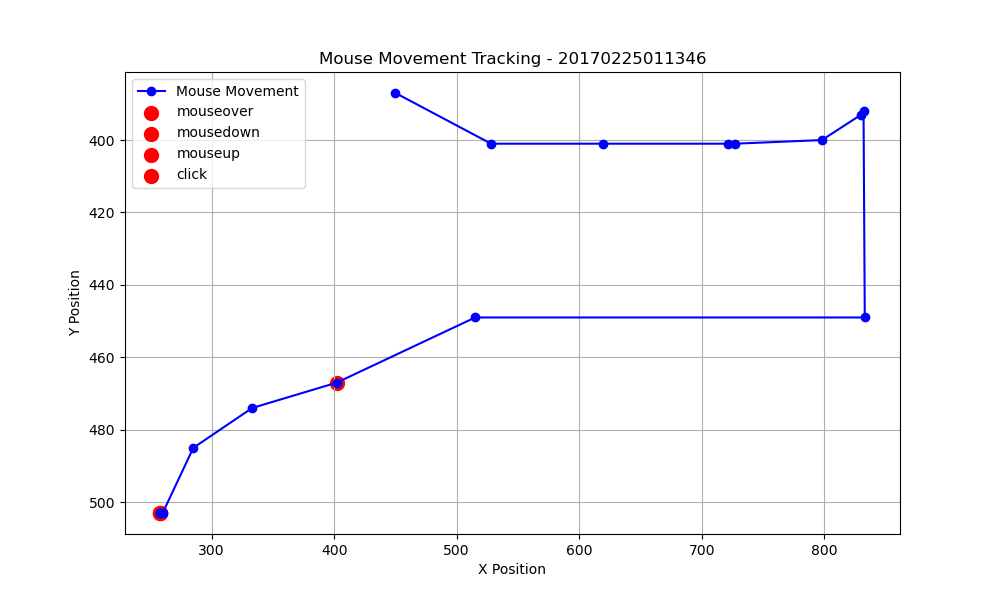 Mouse Movement Tracking - 20170225011346
Mouse Movement
mouseover
mousedown
mouseup
click
400
420
440
460
480
500
Y Position
300 400 500 600 700 800
X Position